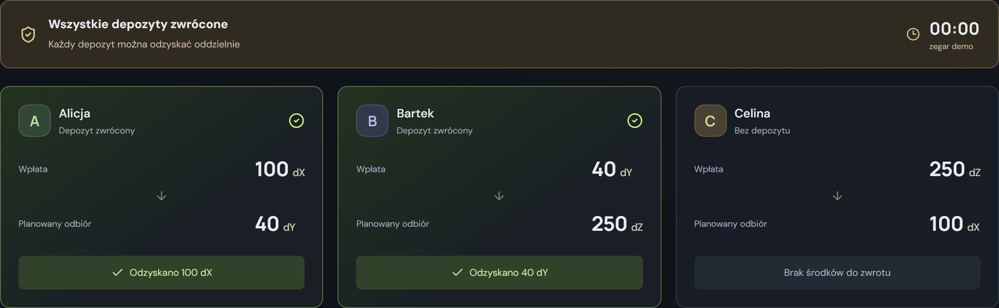 Wszystkie depozyty zwrócone
Każdy depozyt można odzyskać oddzielnie
00:00
zegar demo
A
Alicja
Depozyt zwrócony
Wpłata
100 dX
Planowany odbiór
40 dY
Odzyskano 100 dX
B
Bartek
Depozyt zwrócony
Wpłata
40 dY
Planowany odbiór
250 dZ
Odzyskano 40 dY
C
Celina
Bez depozytu
Wpłata
250 dZ
Planowany odbiór
100 dX
Brak środków do zwrotu